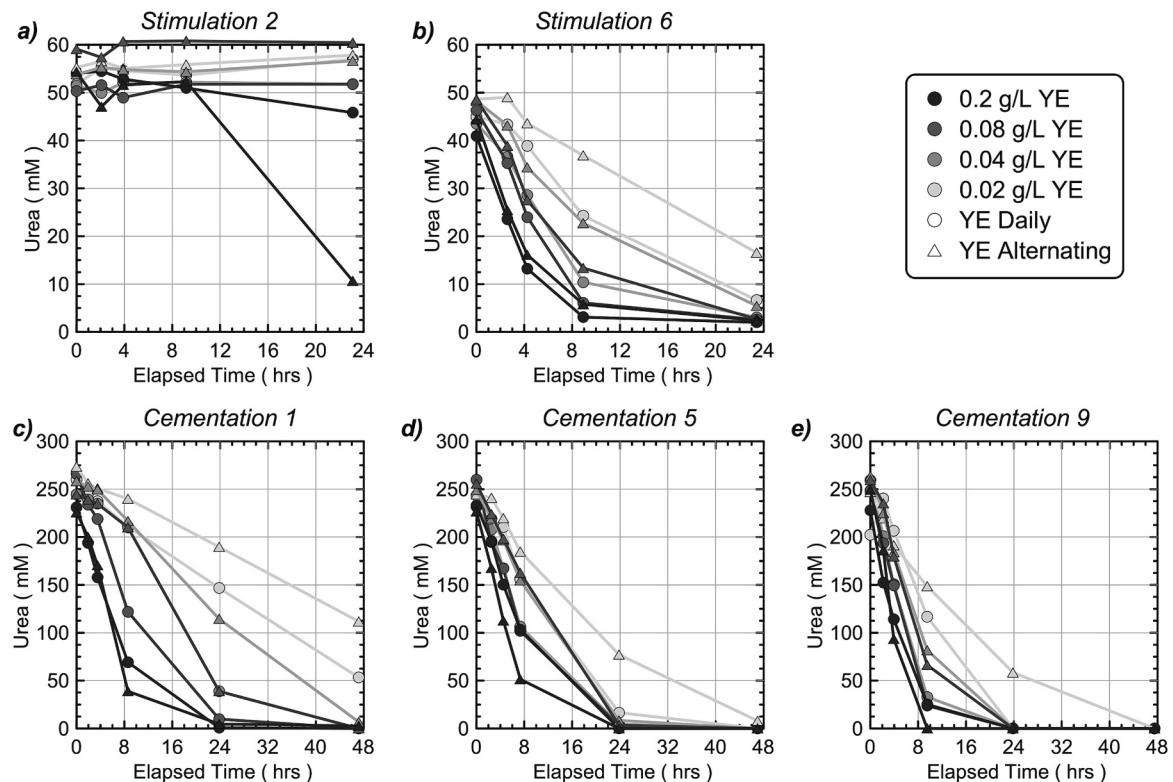 a) Stimulation 2
60
50
40
30
20
10
0
Urea ( mM )
0 4 8 12 16 20 24
Elapsed Time ( hrs )
b) Stimulation 6
60
50
40
30
20
10
0
Urea ( mM )
0 4 8 12 16 20 24
Elapsed Time ( hrs )
0.2 g/L YE
0.08 g/L YE
0.04 g/L YE
0.02 g/L YE
YE Daily
YE Alternating
c) Cementation 1
300
250
200
150
100
50
0
Urea ( mM )
0 8 16 24 32 40 48
Elapsed Time ( hrs )
d) Cementation 5
300
250
200
150
100
50
0
Urea ( mM )
0 8 16 24 32 40 48
Elapsed Time ( hrs )
e) Cementation 9
300
250
200
150
100
50
0
Urea ( mM )
0 8 16 24 32 40 48
Elapsed Time ( hrs )